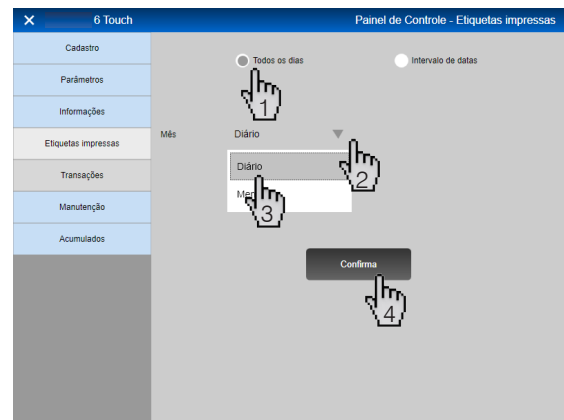 6 Touch
Painel de Controle - Etiquetas impressas
Cadastro
Parâmetros
Informações
Etiquetas impressas
Transações
Manutenção
Acumulados
Todos os dias
Intervalo de datas
1
Mês
Diário
2
Diário
3
Confirma
4